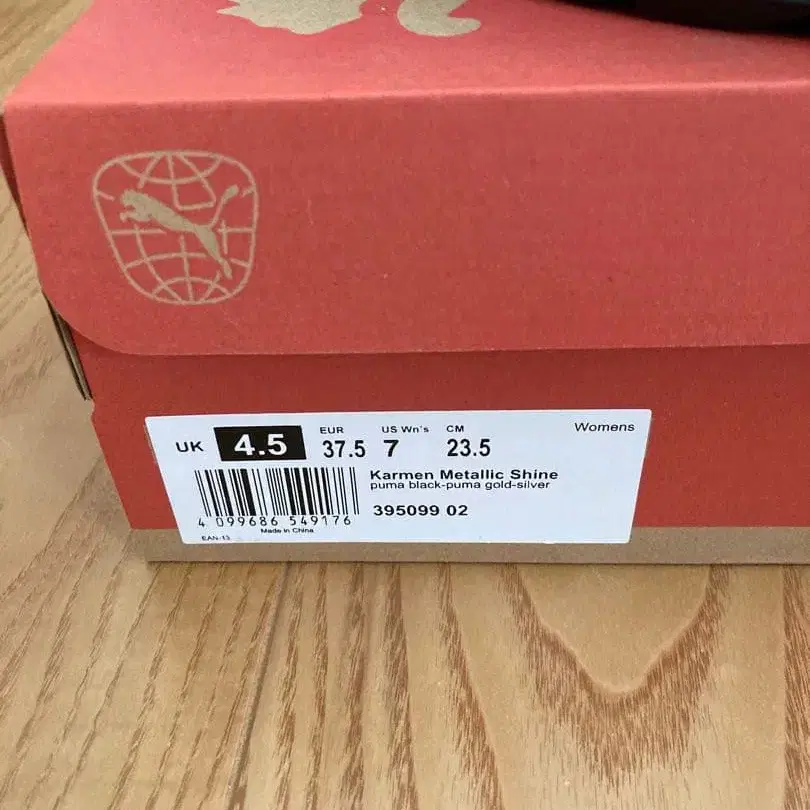 UK 4.5 EUR 37.5 US Wn's 7 CM 23.5 Womens
Karmen Metallic Shine
puma black-puma gold-silver
395099 02
4 099686 549176
Made in China
EAN-13